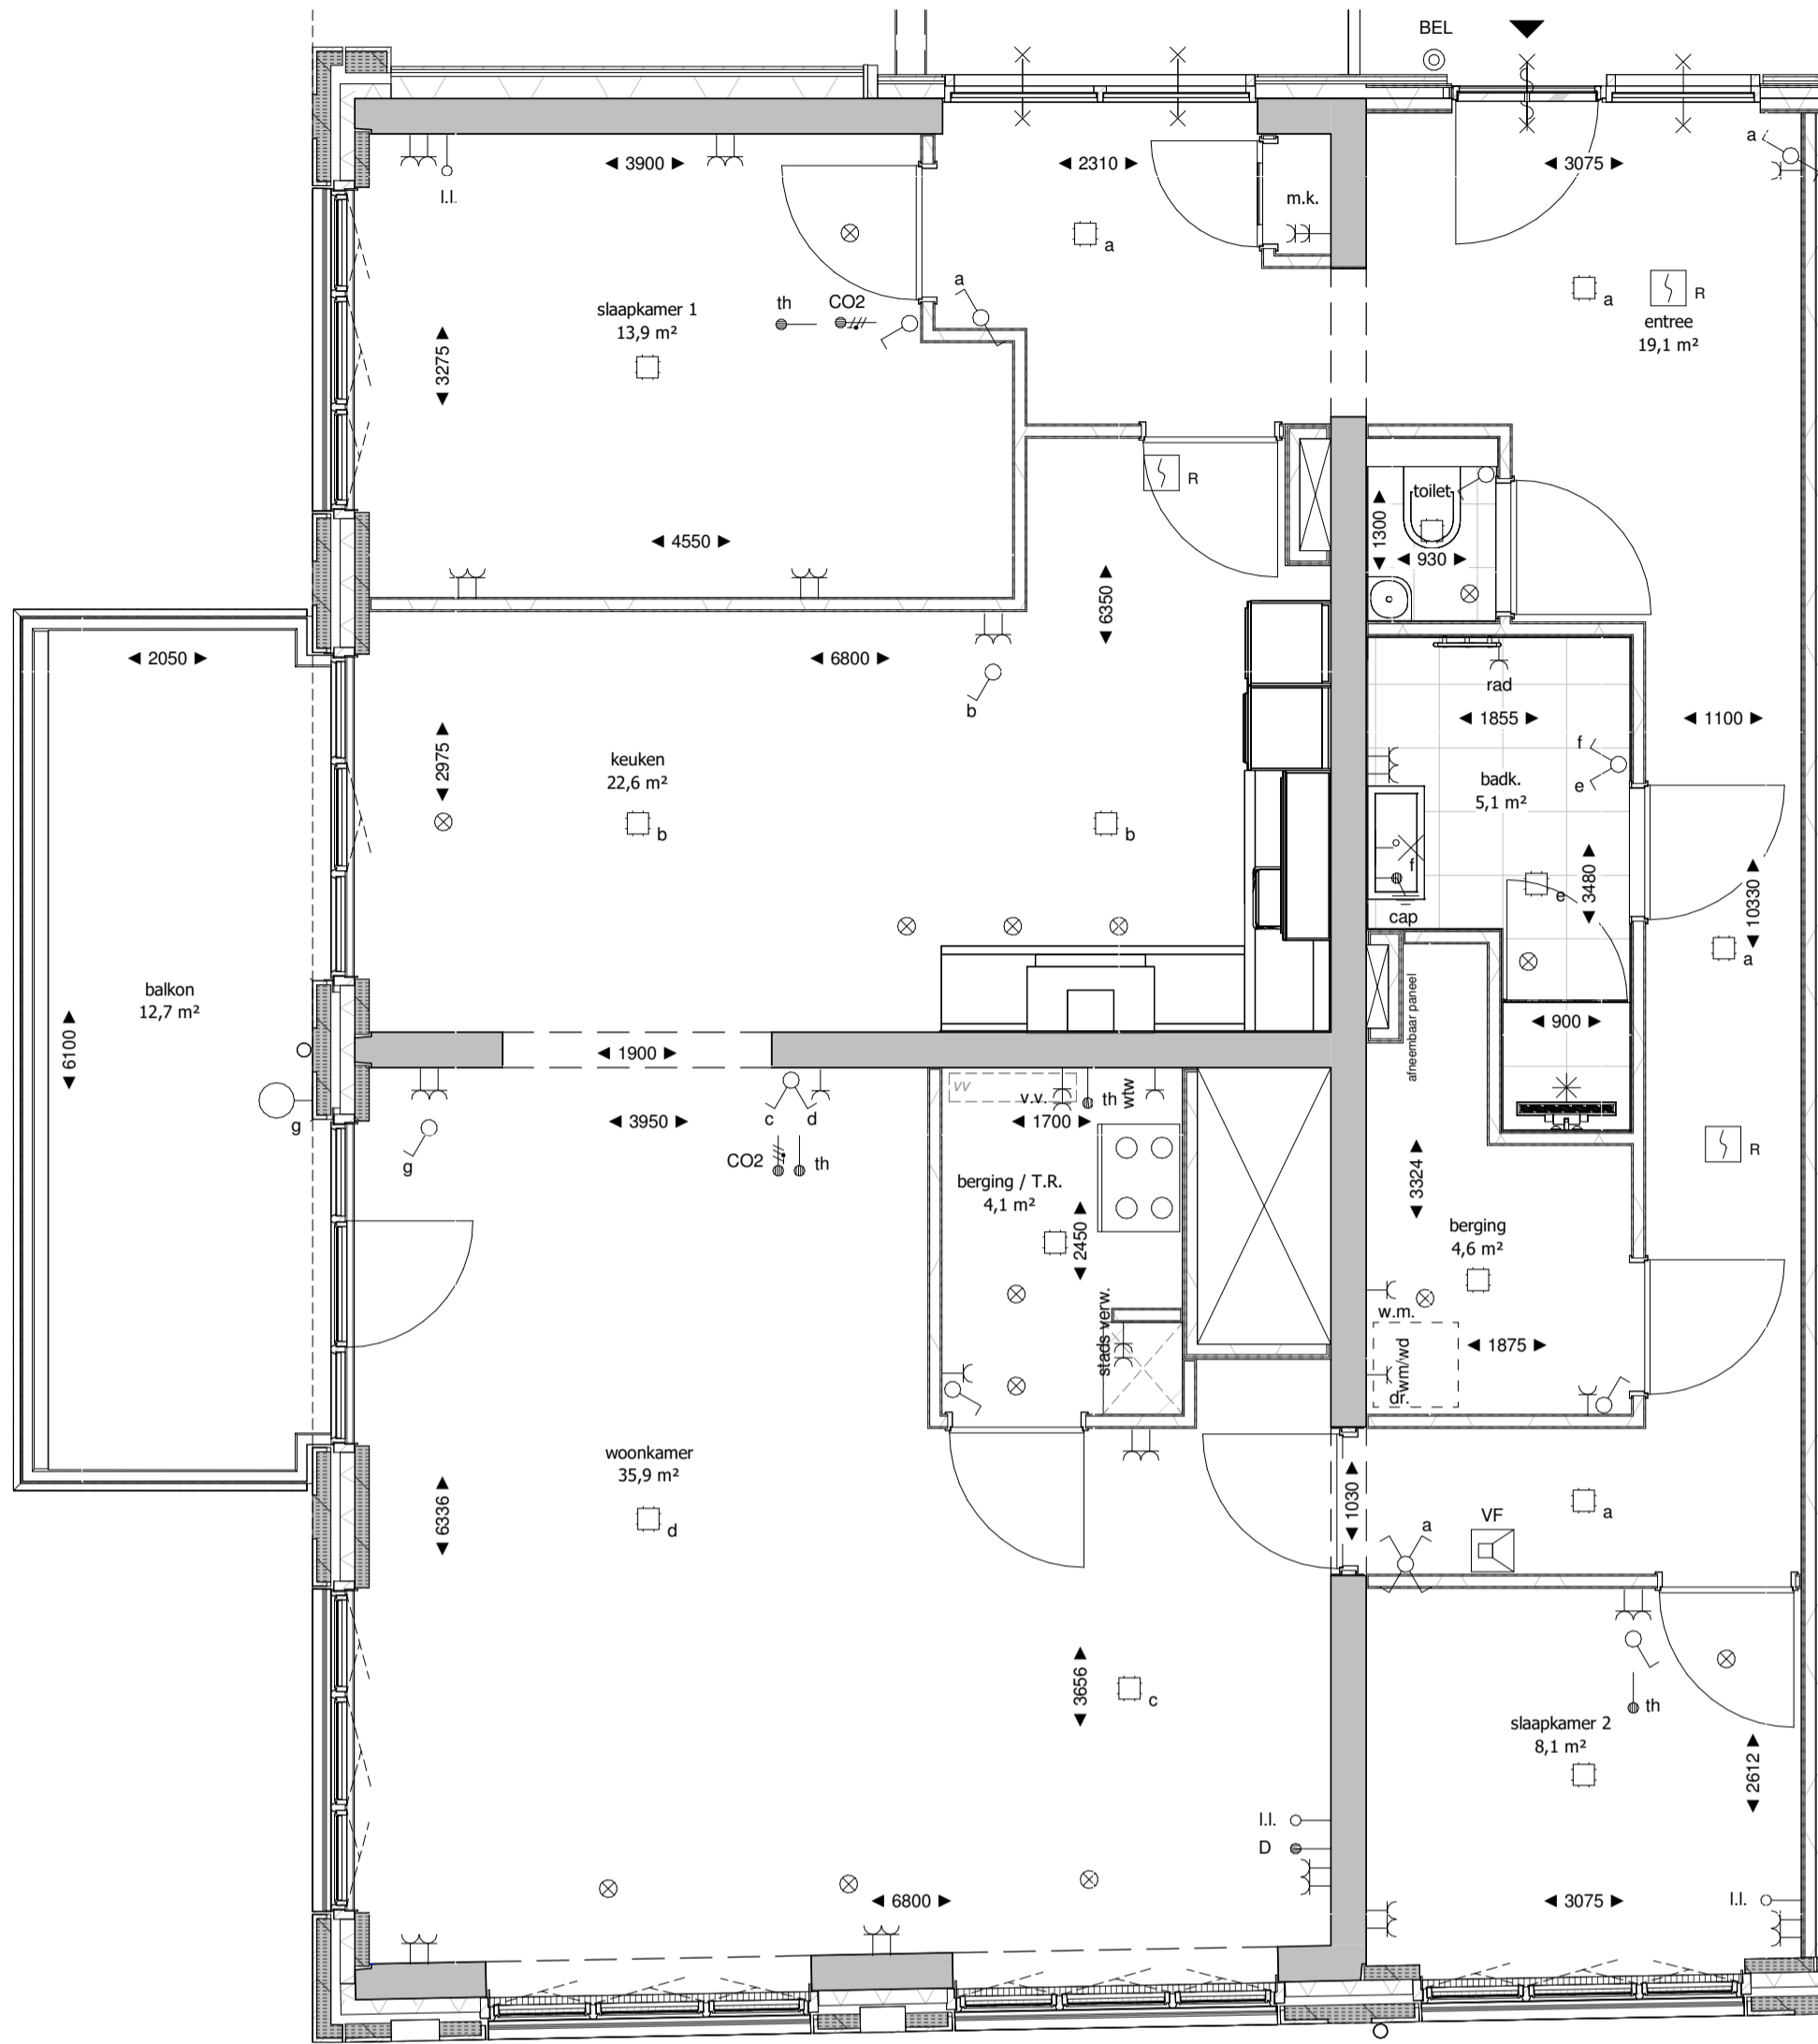 BEL
◄ 3900 ►
◄ 2310 ►
◄ 3075 ►
a
l.l.
m.k.
a
a
th
CO2
slaapkamer 1
13,9 m²
a
R
entree
19,1 m²
◄ 3275 ►
R
toilet
◄ 1300 ►
◄ 930 ►
◄ 4550 ►
◄ 6350 ►
◄ 2050 ►
◄ 6800 ►
b
rad
◄ 1855 ►
◄ 1100 ►
◄ 2975 ►
keuken
22,6 m²
b
b
f
e
badk.
5,1 m²
f
e
◄ 3480 ►
cap
◄ 10330 ►
a
balkon
12,7 m²
◄ 6100 ►
afneembaar paneel
◄ 900 ►
◄ 1900 ►
g
g
◄ 3950 ►
c
d
CO2
th
vv
v.v.
th
wtw
◄ 1700 ►
berging / T.R.
4,1 m²
◄ 2450 ►
stads verw.
◄ 3324 ►
R
berging
4,6 m²
w.m.
wm/wd
dr.
◄ 1875 ►
woonkamer
35,9 m²
d
◄ 6336 ►
◄ 1030 ►
a
VF
a
◄ 3656 ►
c
th
slaapkamer 2
8,1 m²
◄ 2612 ►
l.l.
D
◄ 6800 ►
◄ 3075 ►
l.l.